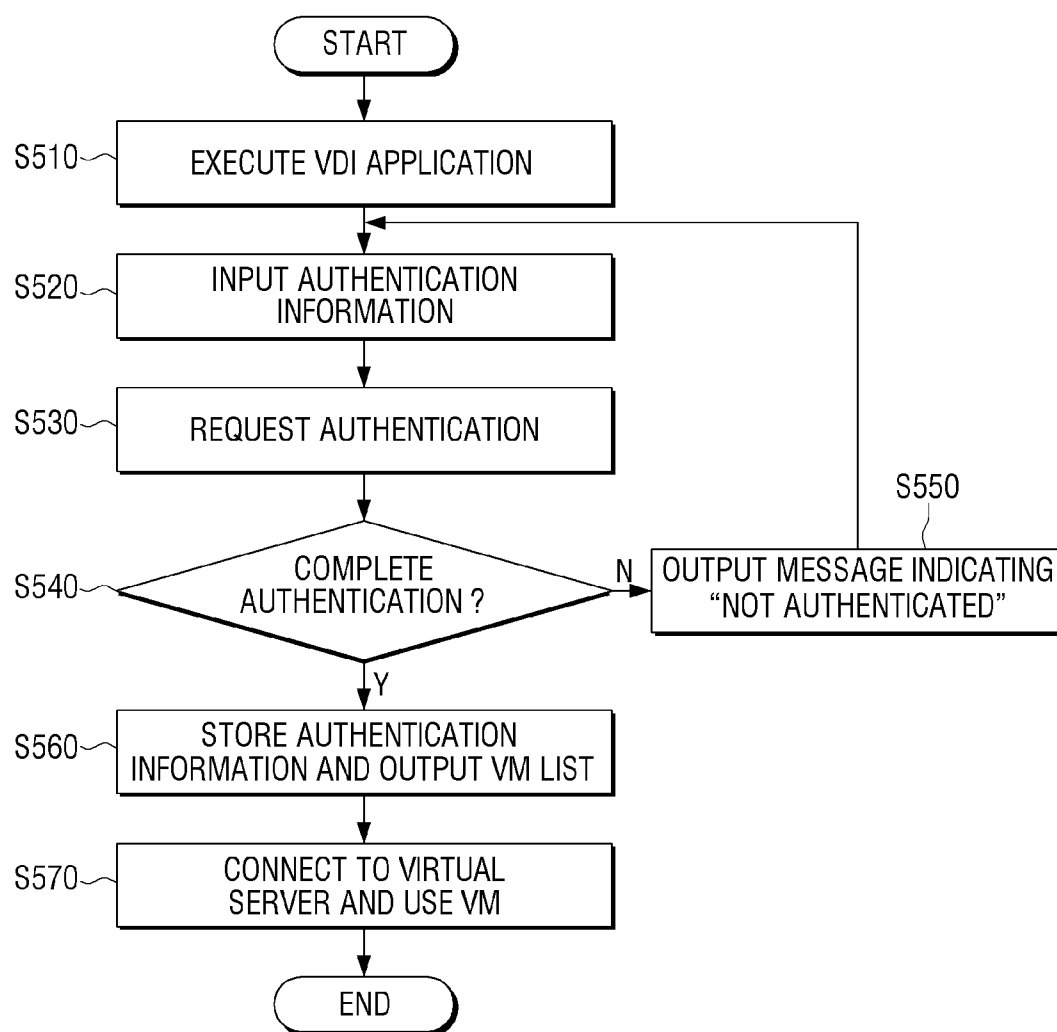 START
S510
EXECUTE VDI APPLICATION
S520
INPUT AUTHENTICATION
INFORMATION
S530
REQUEST AUTHENTICATION
S540
COMPLETE
AUTHENTICATION ?
N
S550
OUTPUT MESSAGE INDICATING
“NOT AUTHENTICATED”
Y
S560
STORE AUTHENTICATION
INFORMATION AND OUTPUT VM LIST
S570
CONNECT TO VIRTUAL
SERVER AND USE VM
END